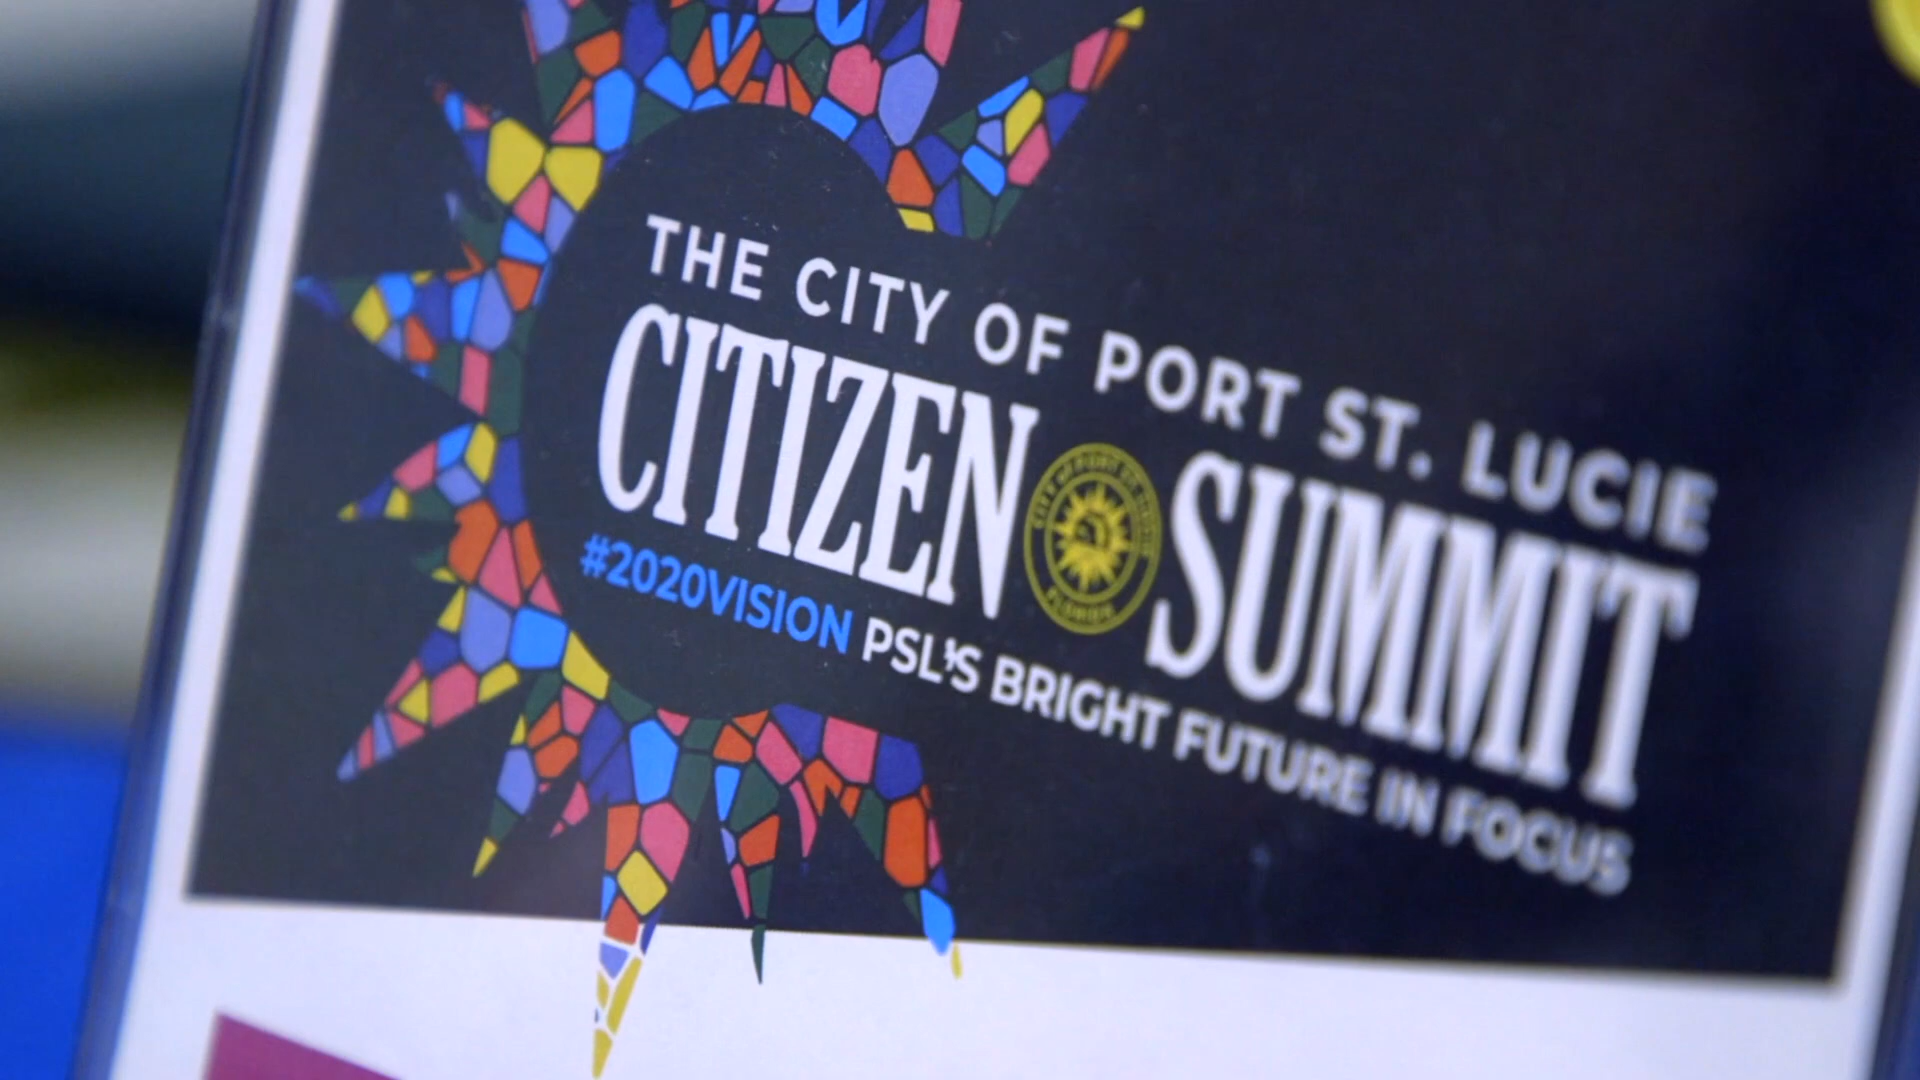 THE CITY OF PORT ST. LUCIE
CITIZEN SUMMIT
#2020VISION PSL'S BRIGHT FUTURE IN FOCUS